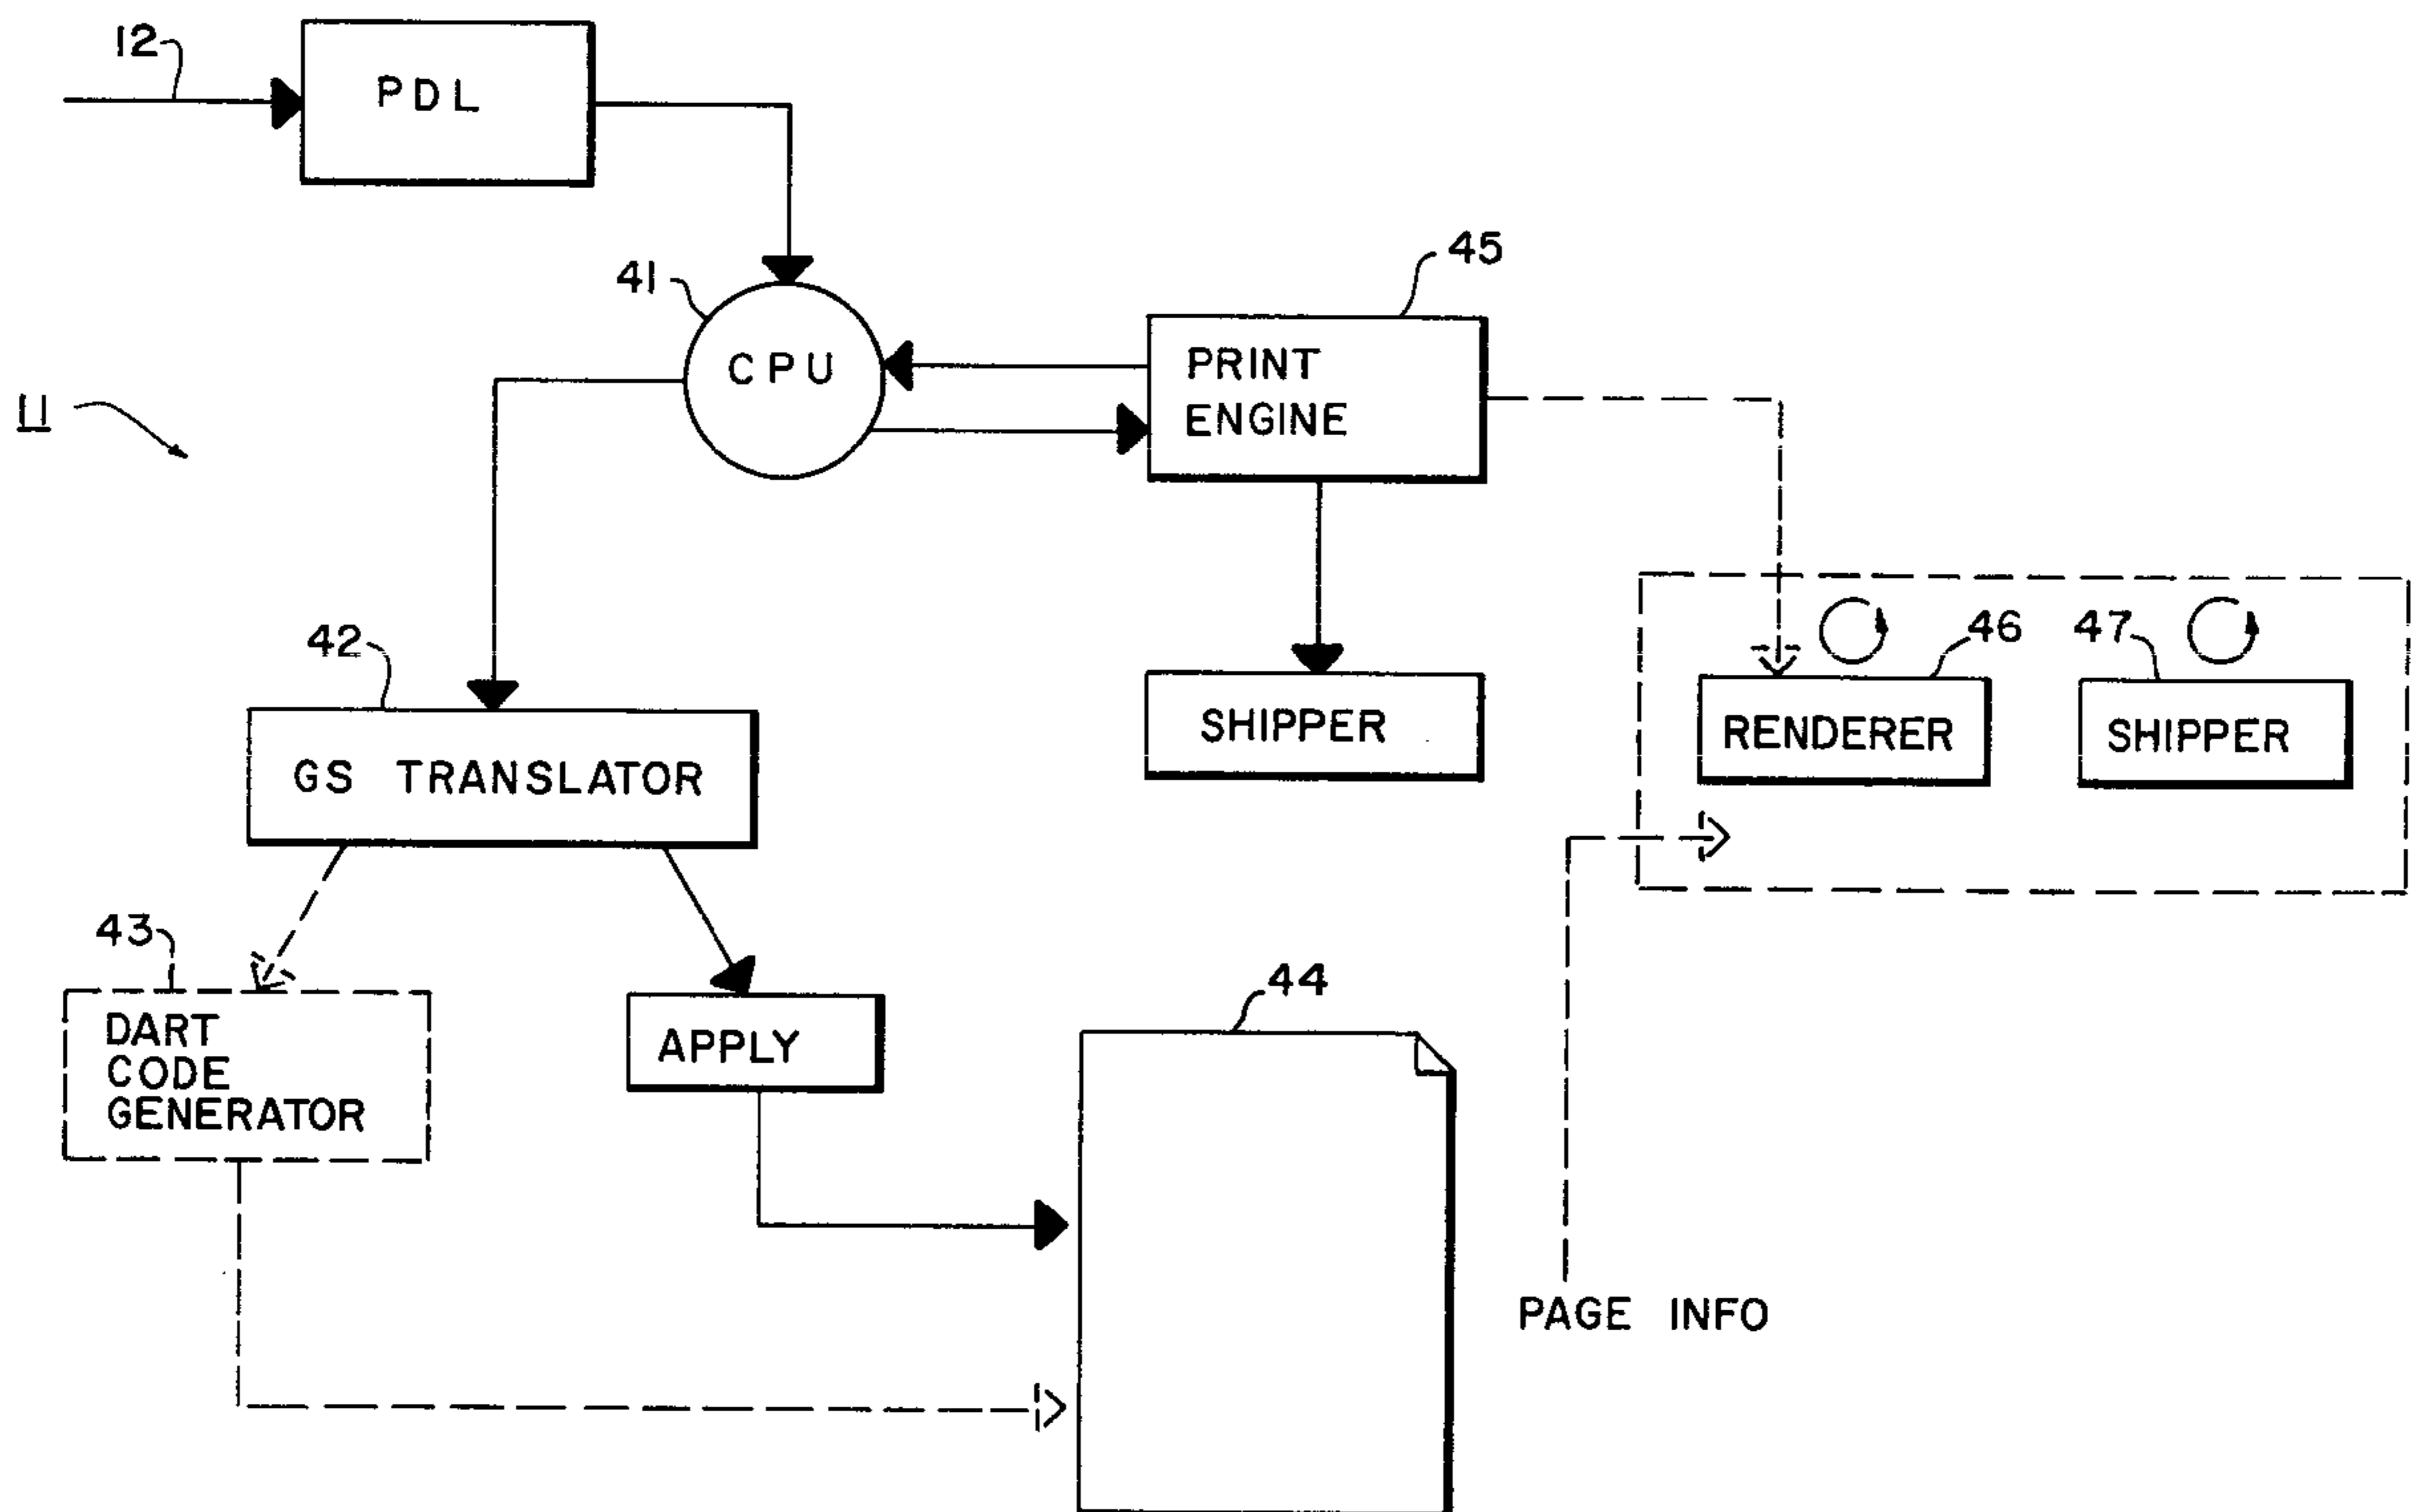 12
PDL
45
41
CPU
PRINT
ENGINE
11
42
46
47
GS TRANSLATOR
SHIPPER
RENDERER
SHIPPER
43
44
DART
CODE
GENERATOR
APPLY
PAGE INFO